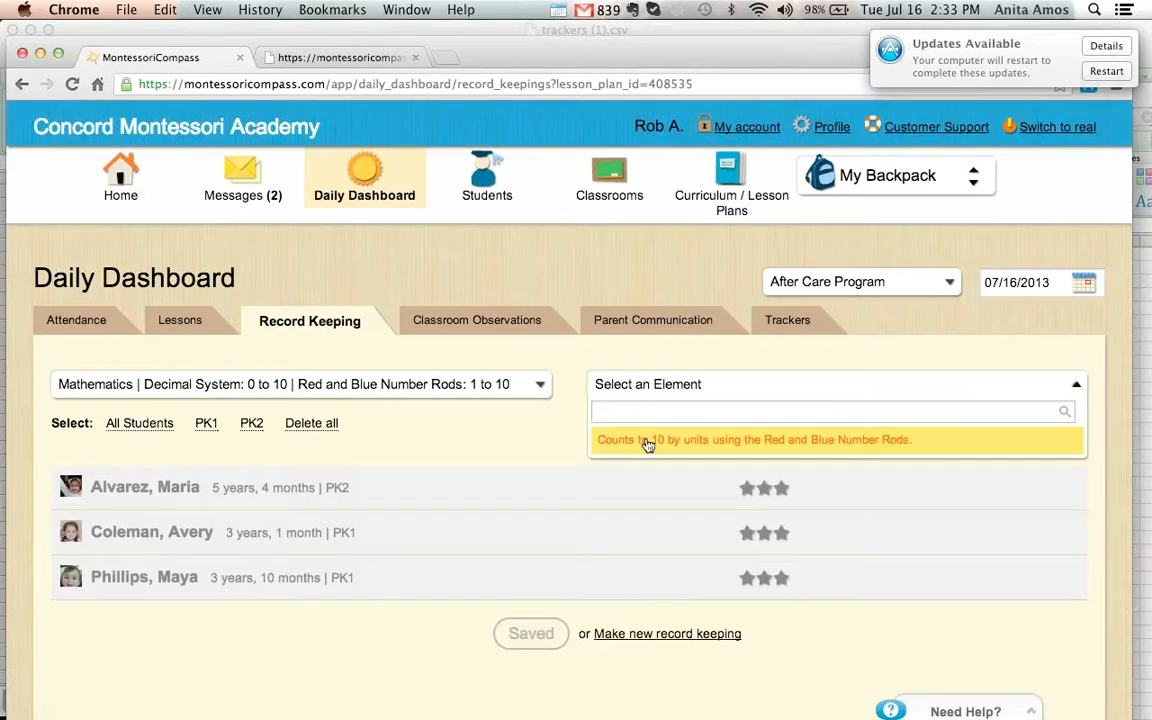 Chrome File Edit View History Bookmarks Window Help 839 98% Tue Jul 16 2:33 PM Anita Amos
trackers (1).csv
MontessoriCompass https://montessoricompa
Updates Available
Your computer will restart to
complete these updates.
Details
Restart
https://montessoricompass.com/app/daily_dashboard/record_keepings?lesson_plan_id=408535
Concord Montessori Academy Rob A. My account Profile Customer Support Switch to real
Home Messages (2) Daily Dashboard Students Classrooms Curriculum / Lesson
Plans
My Backpack
Daily Dashboard After Care Program 07/16/2013
Attendance Lessons Record Keeping Classroom Observations Parent Communication Trackers
Mathematics | Decimal System: 0 to 10 | Red and Blue Number Rods: 1 to 10 Select an Element
Select: All Students PK1 PK2 Delete all
Counts to 10 by units using the Red and Blue Number Rods.
Alvarez, Maria 5 years, 4 months | PK2
Coleman, Avery 3 years, 1 month | PK1
Phillips, Maya 3 years, 10 months | PK1
Saved or Make new record keeping
? Need Help?